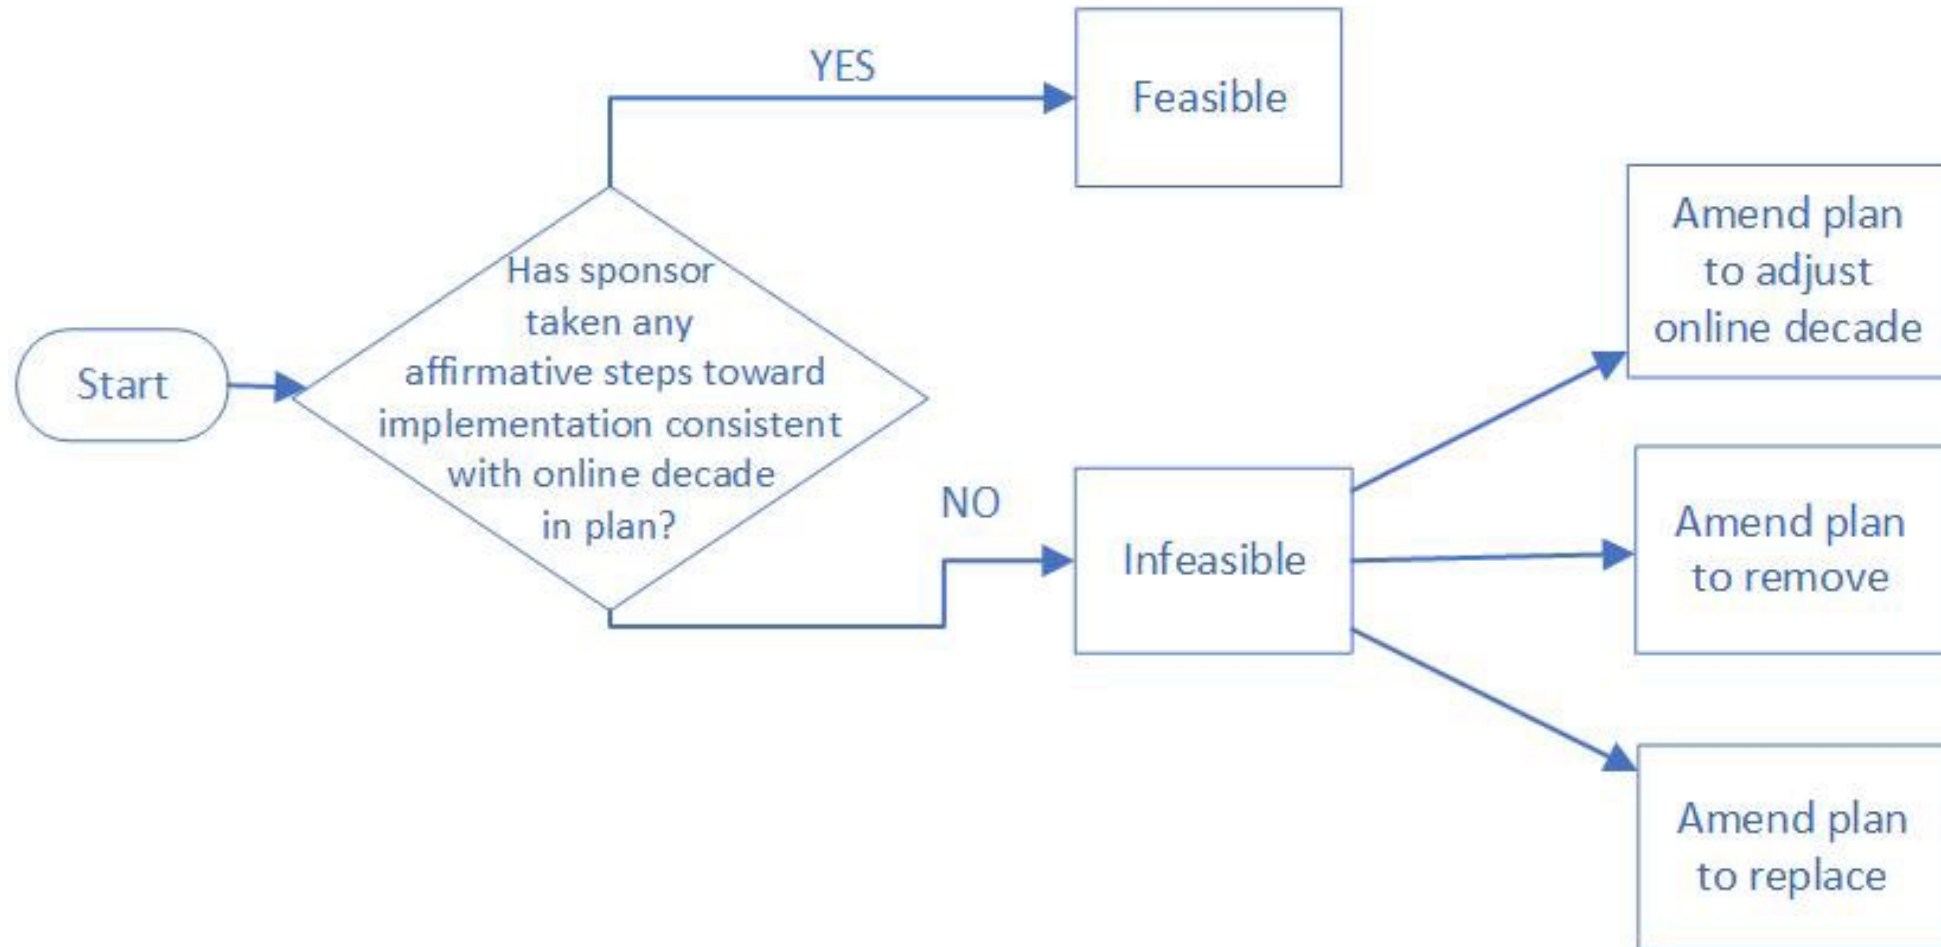 YES
Feasible
Start
Has sponsor
taken any
affirmative steps toward
implementation consistent
with online decade
in plan?
NO
Infeasible
Amend plan
to adjust
online decade
Amend plan
to remove
Amend plan
to replace